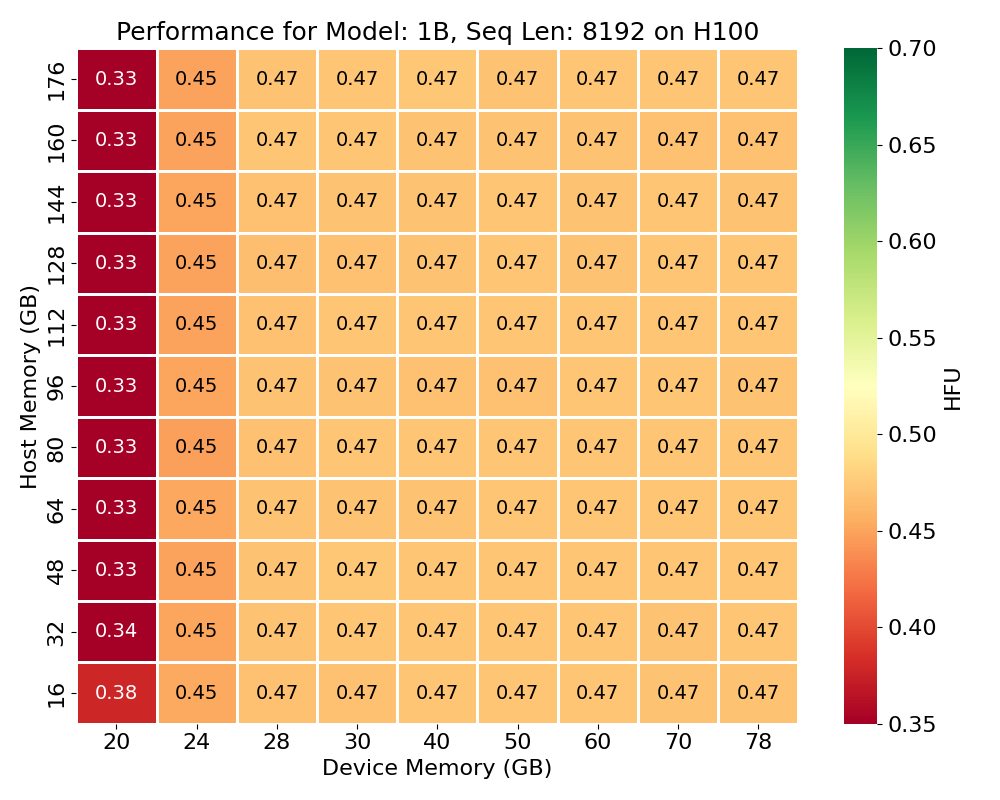 Performance for Model: 1B, Seq Len: 8192 on H100
176 0.33 0.45 0.47 0.47 0.47 0.47 0.47 0.47 0.47
160 0.33 0.45 0.47 0.47 0.47 0.47 0.47 0.47 0.47
144 0.33 0.45 0.47 0.47 0.47 0.47 0.47 0.47 0.47
128 0.33 0.45 0.47 0.47 0.47 0.47 0.47 0.47 0.47
112 0.33 0.45 0.47 0.47 0.47 0.47 0.47 0.47 0.47
96 0.33 0.45 0.47 0.47 0.47 0.47 0.47 0.47 0.47
80 0.33 0.45 0.47 0.47 0.47 0.47 0.47 0.47 0.47
64 0.33 0.45 0.47 0.47 0.47 0.47 0.47 0.47 0.47
48 0.33 0.45 0.47 0.47 0.47 0.47 0.47 0.47 0.47
32 0.34 0.45 0.47 0.47 0.47 0.47 0.47 0.47 0.47
16 0.38 0.45 0.47 0.47 0.47 0.47 0.47 0.47 0.47
20 24 28 30 40 50 60 70 78
Device Memory (GB)
Host Memory (GB)
0.70
0.65
0.60
0.55
0.50
0.45
0.40
0.35
HFU